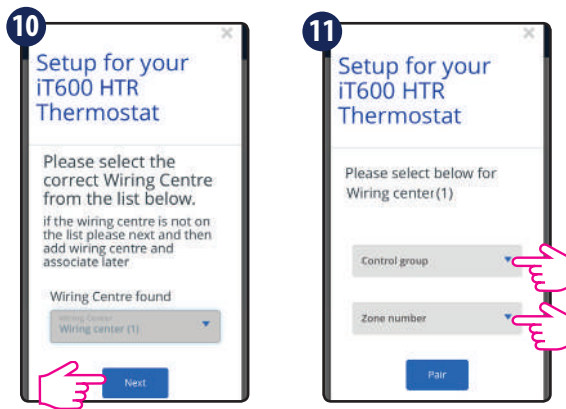 10
×
Setup for your
iT600 HTR
Thermostat
Please select the
correct Wiring Centre
from the list below.
if the wiring centre is not on
the list please next and then
add wiring centre and
associate later
Wiring Centre found
Wiring Center
Wiring center (1)
Next
11
×
Setup for your
iT600 HTR
Thermostat
Please select below for
Wiring center(1)
Control group
Zone number
Pair